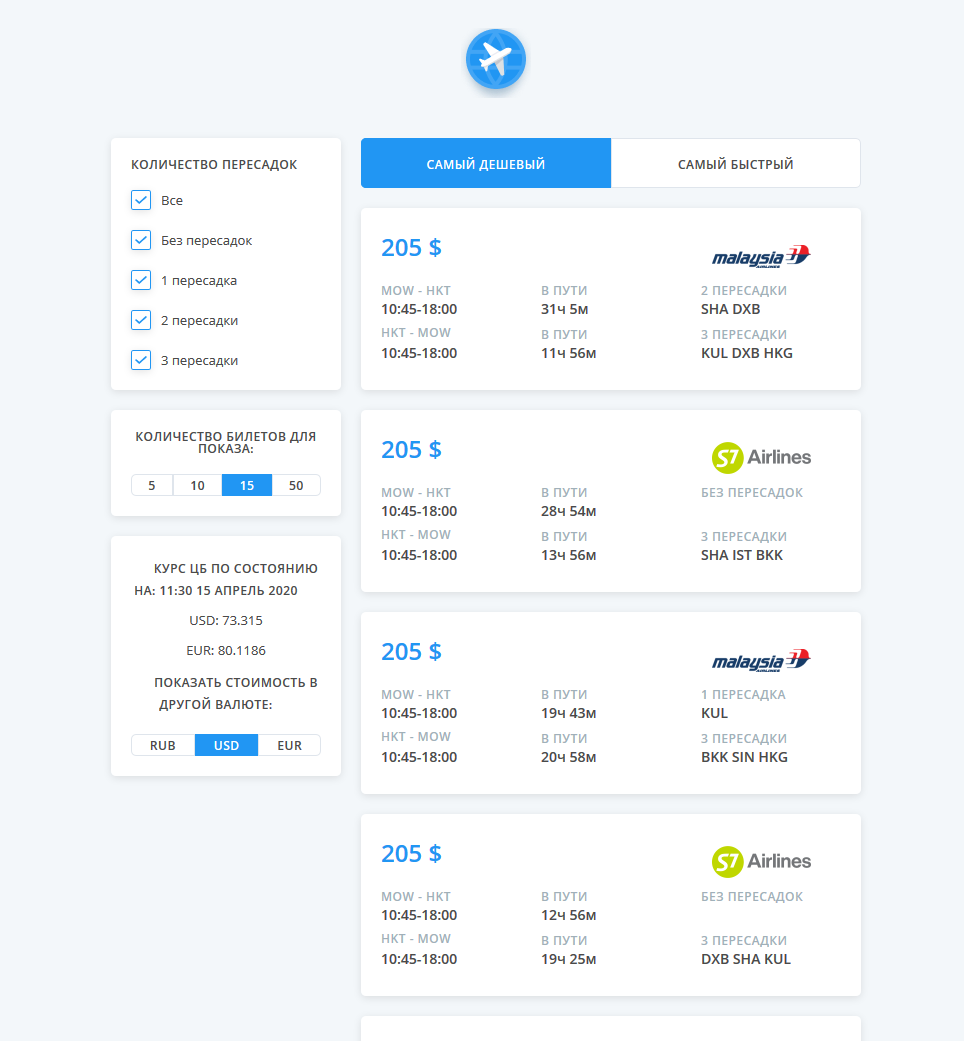 КОЛИЧЕСТВО ПЕРЕСАДОК
Все
Без пересадок
1 пересадка
2 пересадки
3 пересадки
КОЛИЧЕСТВО БИЛЕТОВ ДЛЯ
ПОКАЗА:
5 10 15 50
КУРС ЦБ ПО СОСТОЯНИЮ
НА: 11:30 15 АПРЕЛЬ 2020
USD: 73.315
EUR: 80.1186
ПОКАЗАТЬ СТОИМОСТЬ В
ДРУГОЙ ВАЛЮТЕ:
RUB USD EUR
САМЫЙ ДЕШЕВЫЙ САМЫЙ БЫСТРЫЙ
205 $ malaysia
AIRLINES
MOW - HKT В ПУТИ 2 ПЕРЕСАДКИ
10:45-18:00 31ч 5м SHA DXB
HKT - MOW В ПУТИ 3 ПЕРЕСАДКИ
10:45-18:00 11ч 56м KUL DXB HKG
205 $ S7 Airlines
MOW - HKT В ПУТИ БЕЗ ПЕРЕСАДОК
10:45-18:00 28ч 54м
HKT - MOW В ПУТИ 3 ПЕРЕСАДКИ
10:45-18:00 13ч 56м SHA IST BKK
205 $ malaysia
AIRLINES
MOW - HKT В ПУТИ 1 ПЕРЕСАДКА
10:45-18:00 19ч 43м KUL
HKT - MOW В ПУТИ 3 ПЕРЕСАДКИ
10:45-18:00 20ч 58м BKK SIN HKG
205 $ S7 Airlines
MOW - HKT В ПУТИ БЕЗ ПЕРЕСАДОК
10:45-18:00 12ч 56м
HKT - MOW В ПУТИ 3 ПЕРЕСАДКИ
10:45-18:00 19ч 25м DXB SHA KUL